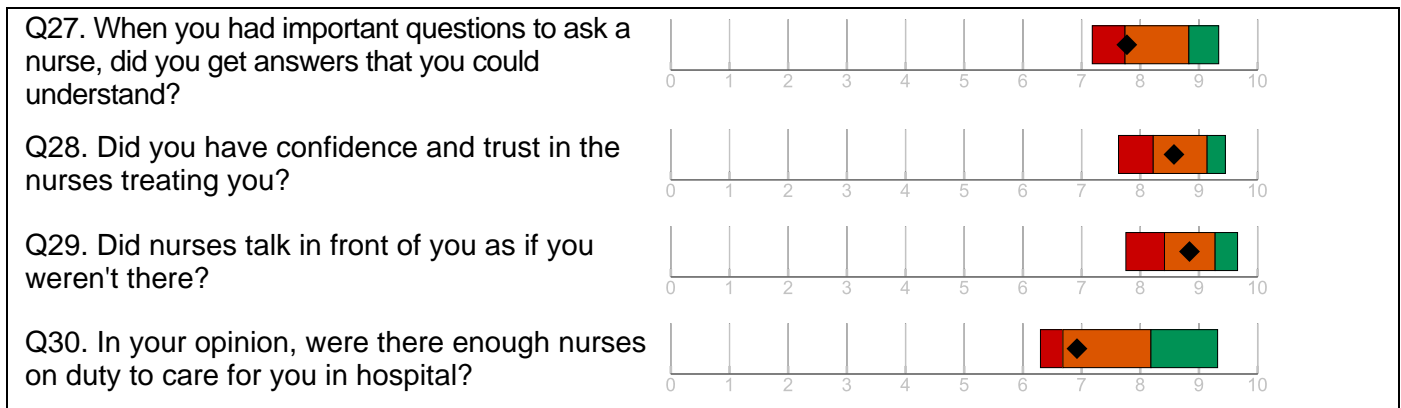 Q27. When you had important questions to ask a
nurse, did you get answers that you could
understand?
0 1 2 3 4 5 6 7 8 9 10
Q28. Did you have confidence and trust in the
nurses treating you?
0 1 2 3 4 5 6 7 8 9 10
Q29. Did nurses talk in front of you as if you
weren't there?
0 1 2 3 4 5 6 7 8 9 10
Q30. In your opinion, were there enough nurses
on duty to care for you in hospital?
0 1 2 3 4 5 6 7 8 9 10